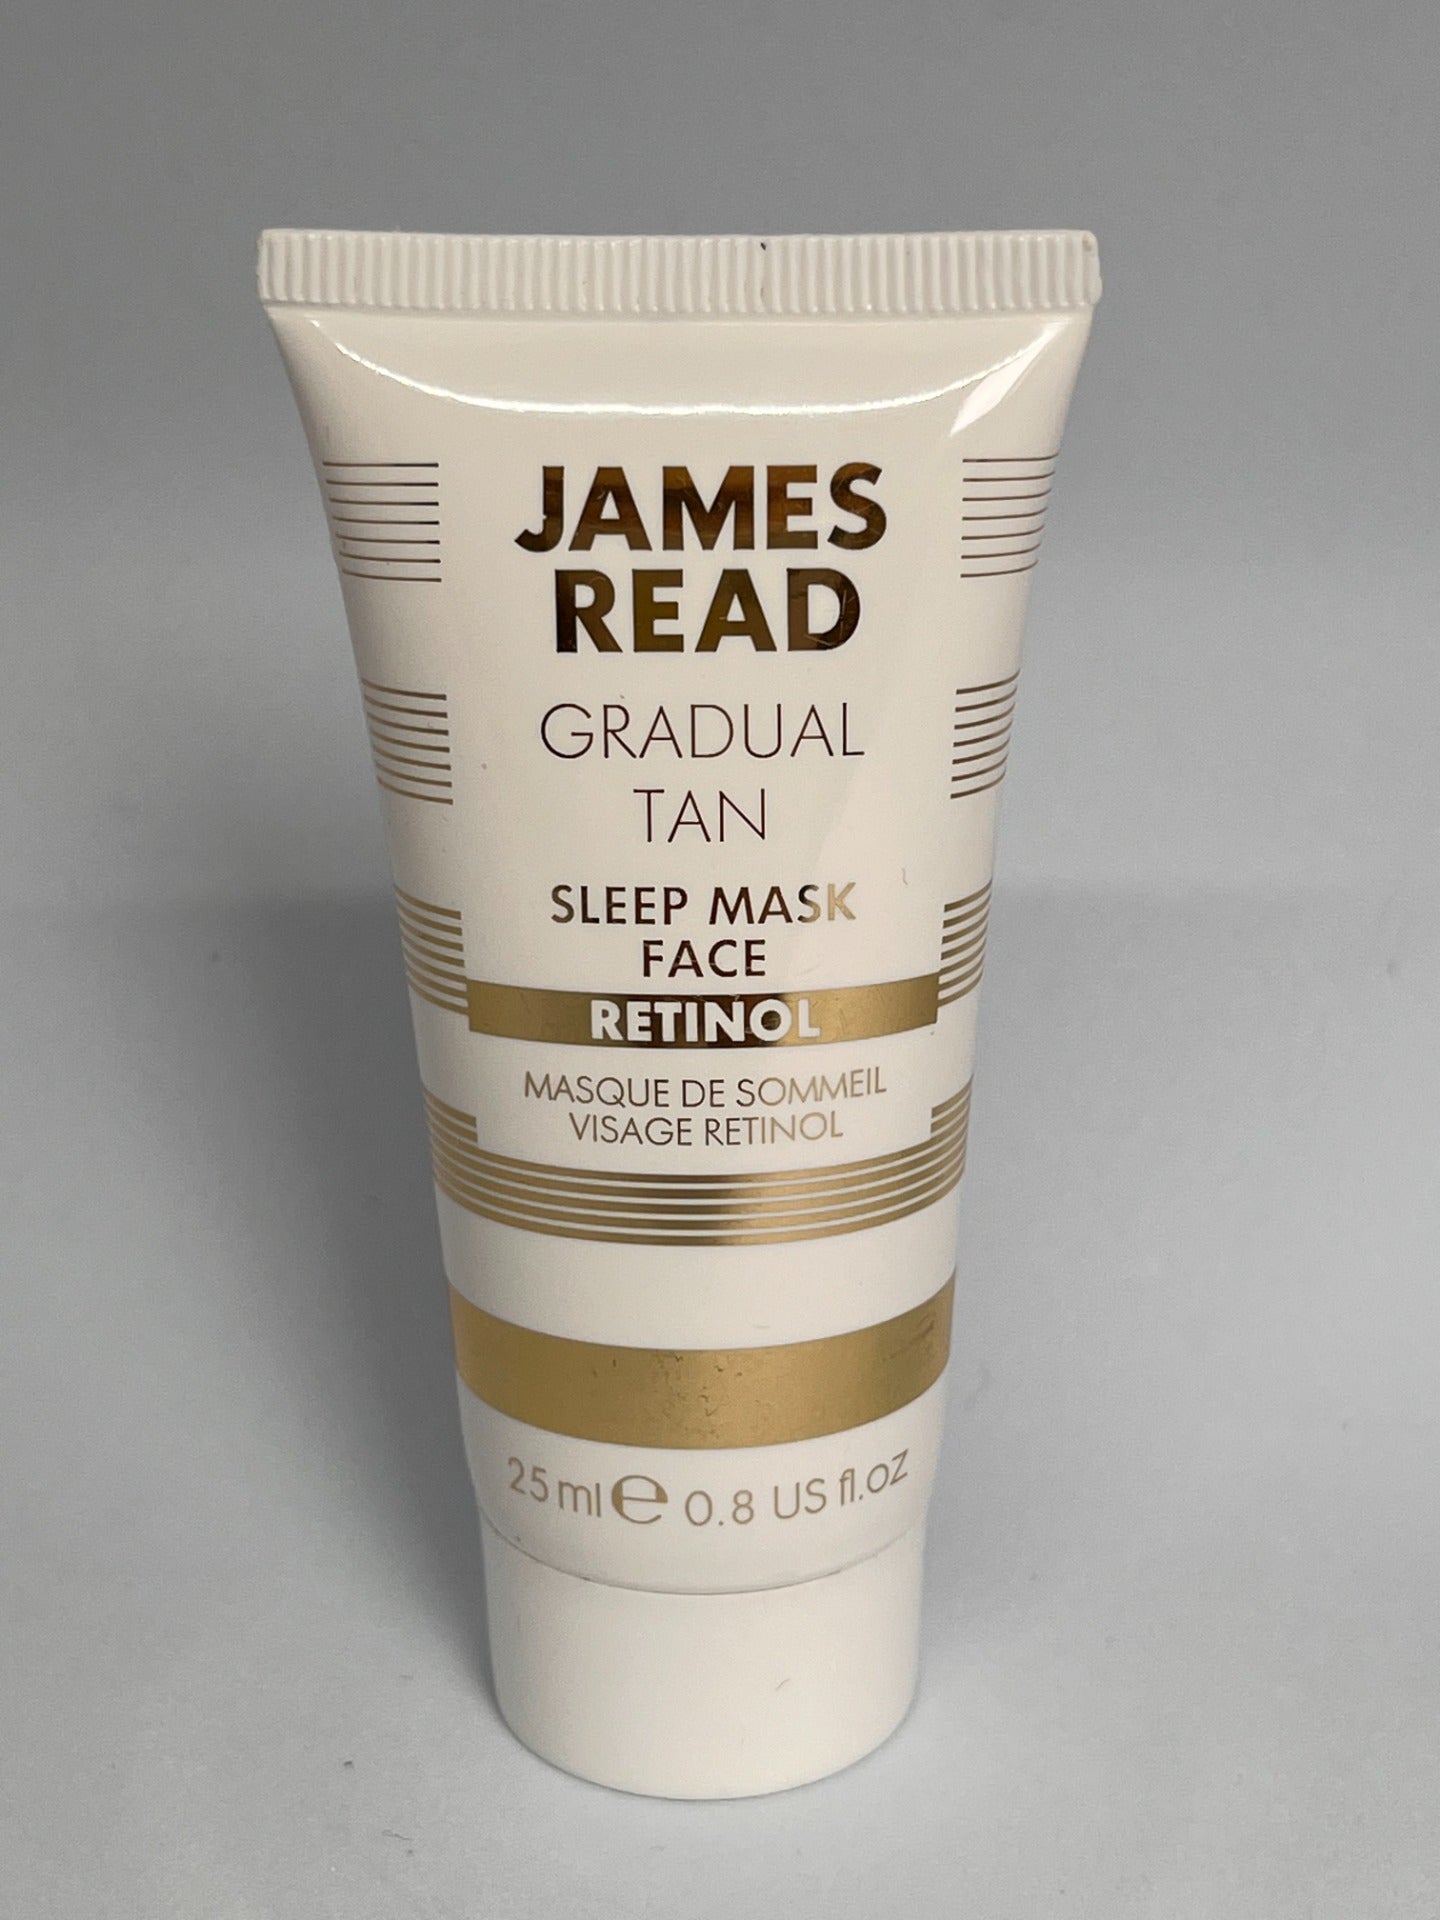 JAMES
READ
GRADUAL
TAN
SLEEP MASK
FACE
RETINOL
MASQUE DE SOMMEIL
VISAGE RETINOL
25 ml e 0.8 US fl.oz